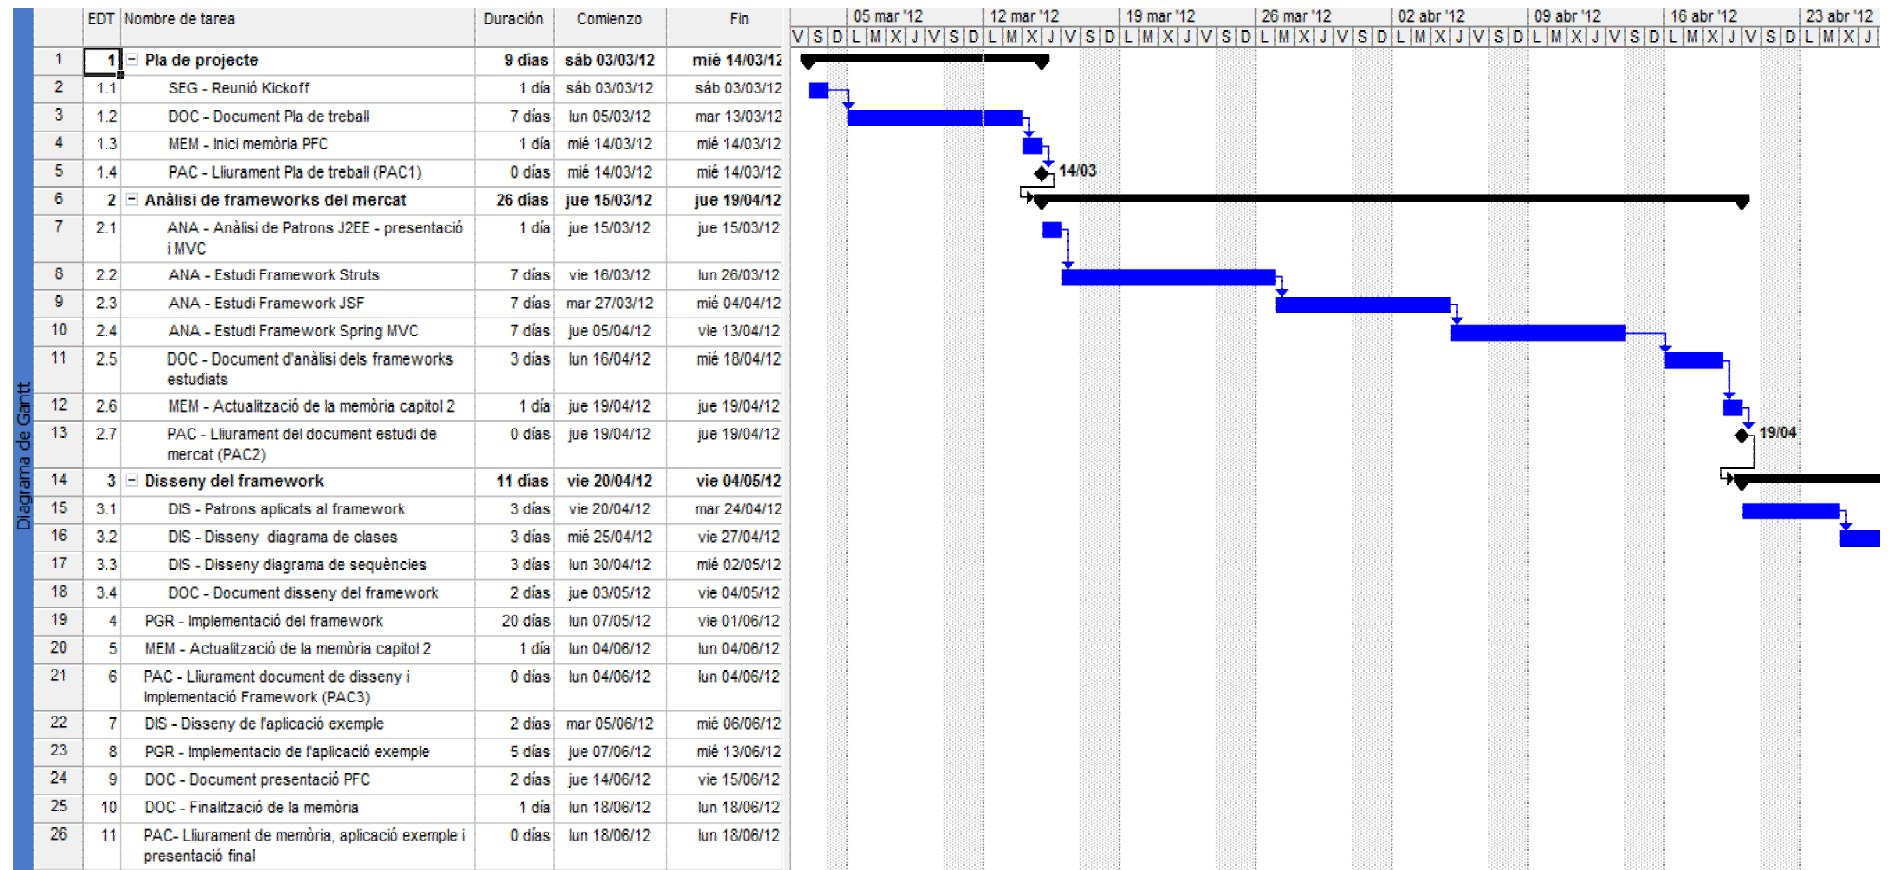 EDT Nombre de tarea Duración Comienzo Fin
05 mar '12 12 mar '12 19 mar '12 26 mar '12 02 abr '12 09 abr '12 16 abr '12 23 abr '12
V S D L M X J V S D L M X J V S D L M X J V S D L M X J V S D L M X J V S D L M X J V S D L M X J V S D L M X J
1 1 Pla de projecte 9 días sáb 03/03/12 mié 14/03/12
2 1.1 SEG - Reunió Kickoff 1 día sáb 03/03/12 sáb 03/03/12
3 1.2 DOC - Document Pla de treball 7 días lun 05/03/12 mar 13/03/12
4 1.3 MEM - Inici memòria PFC 1 día mié 14/03/12 mié 14/03/12
5 1.4 PAC - Lliurament Pla de treball (PAC1) 0 días mié 14/03/12 mié 14/03/12 14/03
6 2 Anàlisi de frameworks del mercat 26 días jue 15/03/12 jue 19/04/12
7 2.1 ANA - Anàlisi de Patrons J2EE - presentació 1 día jue 15/03/12 jue 15/03/12
i MVC
8 2.2 ANA - Estudi Framework Struts 7 días vie 16/03/12 lun 26/03/12
9 2.3 ANA - Estudi Framework JSF 7 días mar 27/03/12 mié 04/04/12
10 2.4 ANA - Estudi Framework Spring MVC 7 días jue 05/04/12 vie 13/04/12
11 2.5 DOC - Document d'anàlisi dels frameworks 3 días lun 16/04/12 mié 18/04/12
estudiats
12 2.6 MEM - Actualització de la memòria capitol 2 1 día jue 19/04/12 jue 19/04/12
13 2.7 PAC - Lliurament del document estudi de 0 días jue 19/04/12 jue 19/04/12 19/04
mercat (PAC2)
14 3 Disseny del framework 11 días vie 20/04/12 vie 04/05/12
15 3.1 DIS - Patrons aplicats al framework 3 días vie 20/04/12 mar 24/04/12
16 3.2 DIS - Disseny diagrama de clases 3 días mié 25/04/12 vie 27/04/12
17 3.3 DIS - Disseny diagrama de sequències 3 días lun 30/04/12 mié 02/05/12
18 3.4 DOC - Document disseny del framework 2 días jue 03/05/12 vie 04/05/12
19 4 PGR - Implementació del framework 20 días lun 07/05/12 vie 01/06/12
20 5 MEM - Actualització de la memòria capitol 2 1 día lun 04/06/12 lun 04/06/12
21 6 PAC - Lliurament document de disseny i 0 días lun 04/06/12 lun 04/06/12
Implementació Framework (PAC3)
22 7 DIS - Disseny de l'aplicació exemple 2 días mar 05/06/12 mié 06/06/12
23 8 PGR - Implementacio de l'aplicació exemple 5 días jue 07/06/12 mié 13/06/12
24 9 DOC - Document presentació PFC 2 días jue 14/06/12 vie 15/06/12
25 10 DOC - Finalització de la memòria 1 día lun 18/06/12 lun 18/06/12
26 11 PAC- Lliurament de memòria, aplicació exemple i 0 días lun 18/06/12 lun 18/06/12
presentació final
Diagrama de Gantt